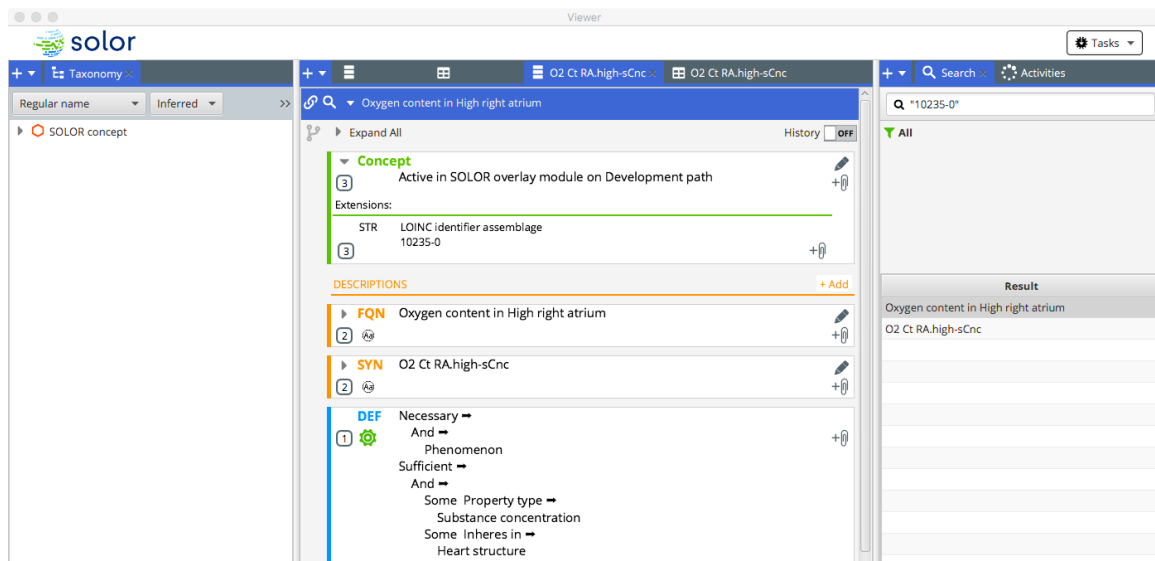 Viewer
solor
Tasks
Taxonomy
O2 Ct RA.high-sCnc
O2 Ct RA.high-sCnc
Search
Activities
Regular name
Inferred
>>
SOLOR concept
Oxygen content in High right atrium
Expand All
History OFF
Concept
3
Active in SOLOR overlay module on Development path
Extensions:
STR
LOINC identifier assemblage
10235-0
3
DESCRIPTIONS
+ Add
FQN
Oxygen content in High right atrium
2
Aa
SYN
O2 Ct RA.high-sCnc
2
Aa
DEF
1
Necessary ➡
And ➡
Phenomenon
Sufficient ➡
And ➡
Some Property type ➡
Substance concentration
Some Inheres in ➡
Heart structure
"10235-0"
All
Result
Oxygen content in High right atrium
O2 Ct RA.high-sCnc